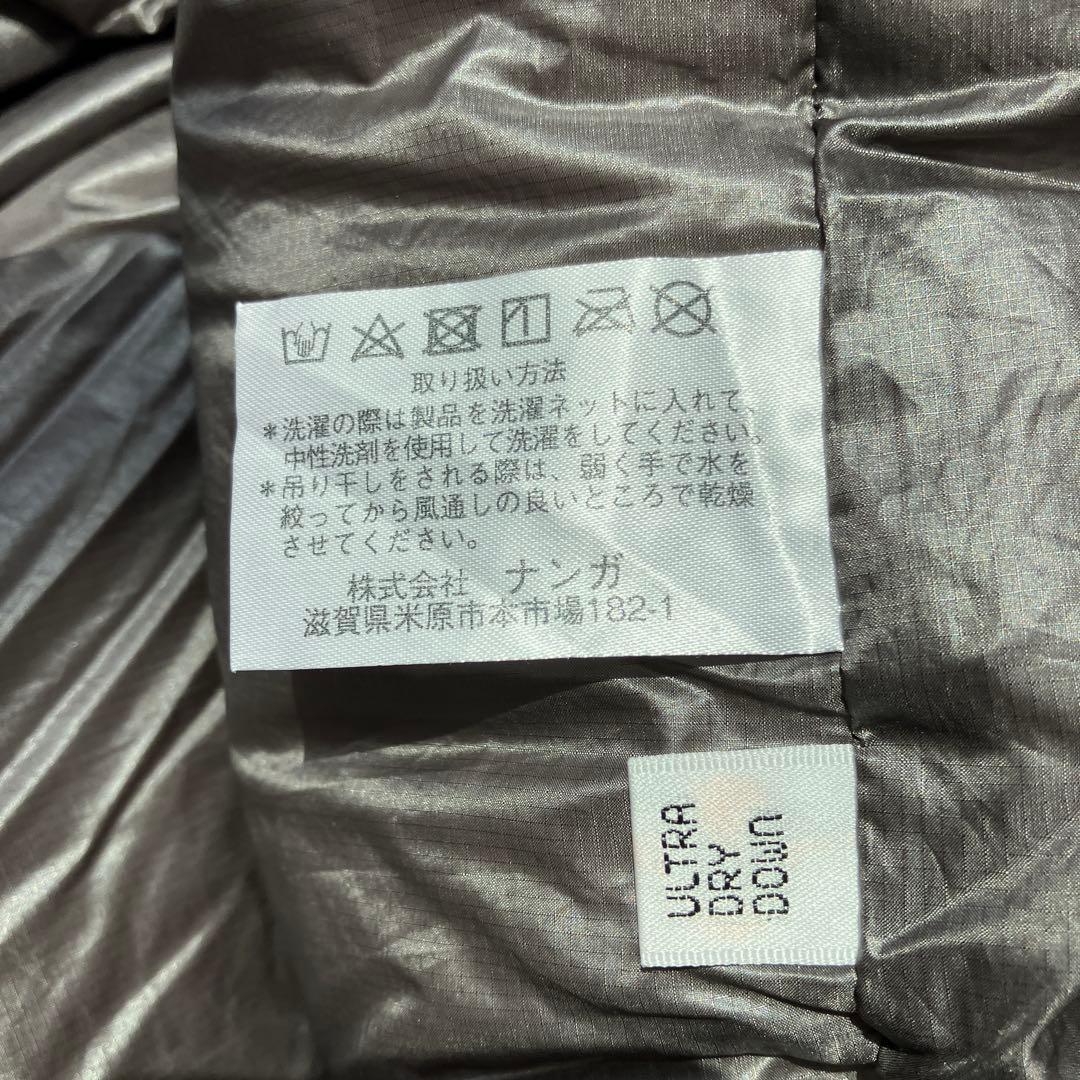 取り扱い方法
*洗濯の際は製品を洗濯ネットに入れて、
中性洗剤を使用して洗濯をしてください。
*吊り干しをされる際は、弱く手で水を
絞ってから風通しの良いところで乾燥
させてください。
株式会社 ナンガ
滋賀県米原市本市場182-1
ULTRA
DRY
DOWN